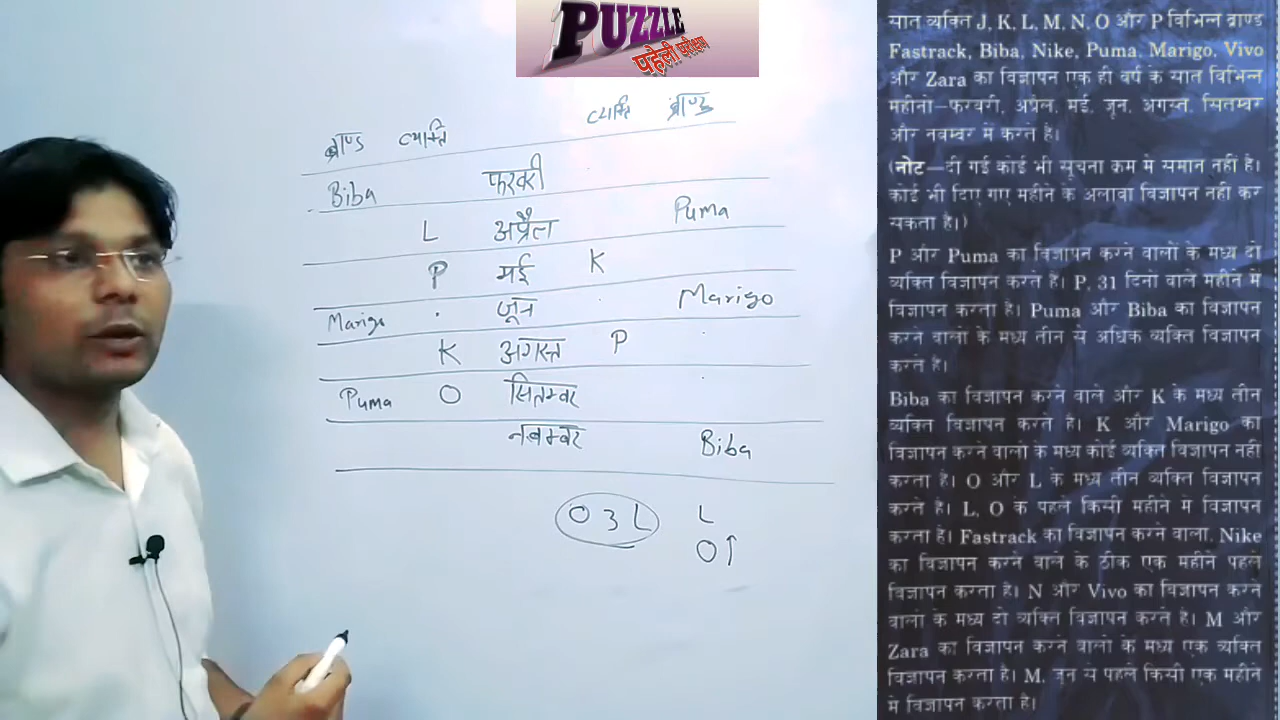 PUZZLE
पहेली परीक्षण
ब्राण्ड व्यक्ति व्यक्ति ब्राण्ड
Biba फरवरी
L अप्रैल Puma
P मई K
Marigo जून Marigo
K अगस्त P
Puma O सितम्बर
नबम्बर Biba
O 3 L L
O↑
सात व्यक्ति J, K, L, M, N, O और P विभिन्न ब्राण्ड
Fastrack, Biba, Nike, Puma, Marigo, Vivo
और Zara का विज्ञापन एक ही वर्ष के सात विभिन्न
महीनो–फरवरी, अप्रैल, मई, जून, अगस्त, सितम्बर
और नवम्बर में करते है।
(नोट–दी गई कोई भी सूचना क्रम मे समान नहीं है।
कोई भी दिए गए महीने के अलावा विज्ञापन नही कर
सकता है।)
P और Puma का विज्ञापन करने वालों के मध्य दो
व्यक्ति विज्ञापन करते है। P, 31 दिनों वाले महीने में
विज्ञापन करता है। Puma और Biba का विज्ञापन
करने वालो के मध्य तीन से अधिक व्यक्ति विज्ञापन
करते है।
Biba का विज्ञापन करने वाले और K के मध्य तीन
व्यक्ति विज्ञापन करते है। K और Marigo का
विज्ञापन करने वालो के मध्य कोई व्यक्ति विज्ञापन नही
करता है। O और L के मध्य तीन व्यक्ति विज्ञापन
करते है। L, O के पहले किसी महीने मे विज्ञापन
करता है। Fastrack का विज्ञापन करने वाला, Nike
का विज्ञापन करने वाले के ठीक एक महीने पहले
विज्ञापन करता है। N और Vivo का विज्ञापन करने
वालो के मध्य दो व्यक्ति विज्ञापन करते है। M और
Zara का विज्ञापन करने वालो के मध्य एक व्यक्ति
विज्ञापन करता है। M, जून से पहले किसी एक महीने
मे विज्ञापन करता है।